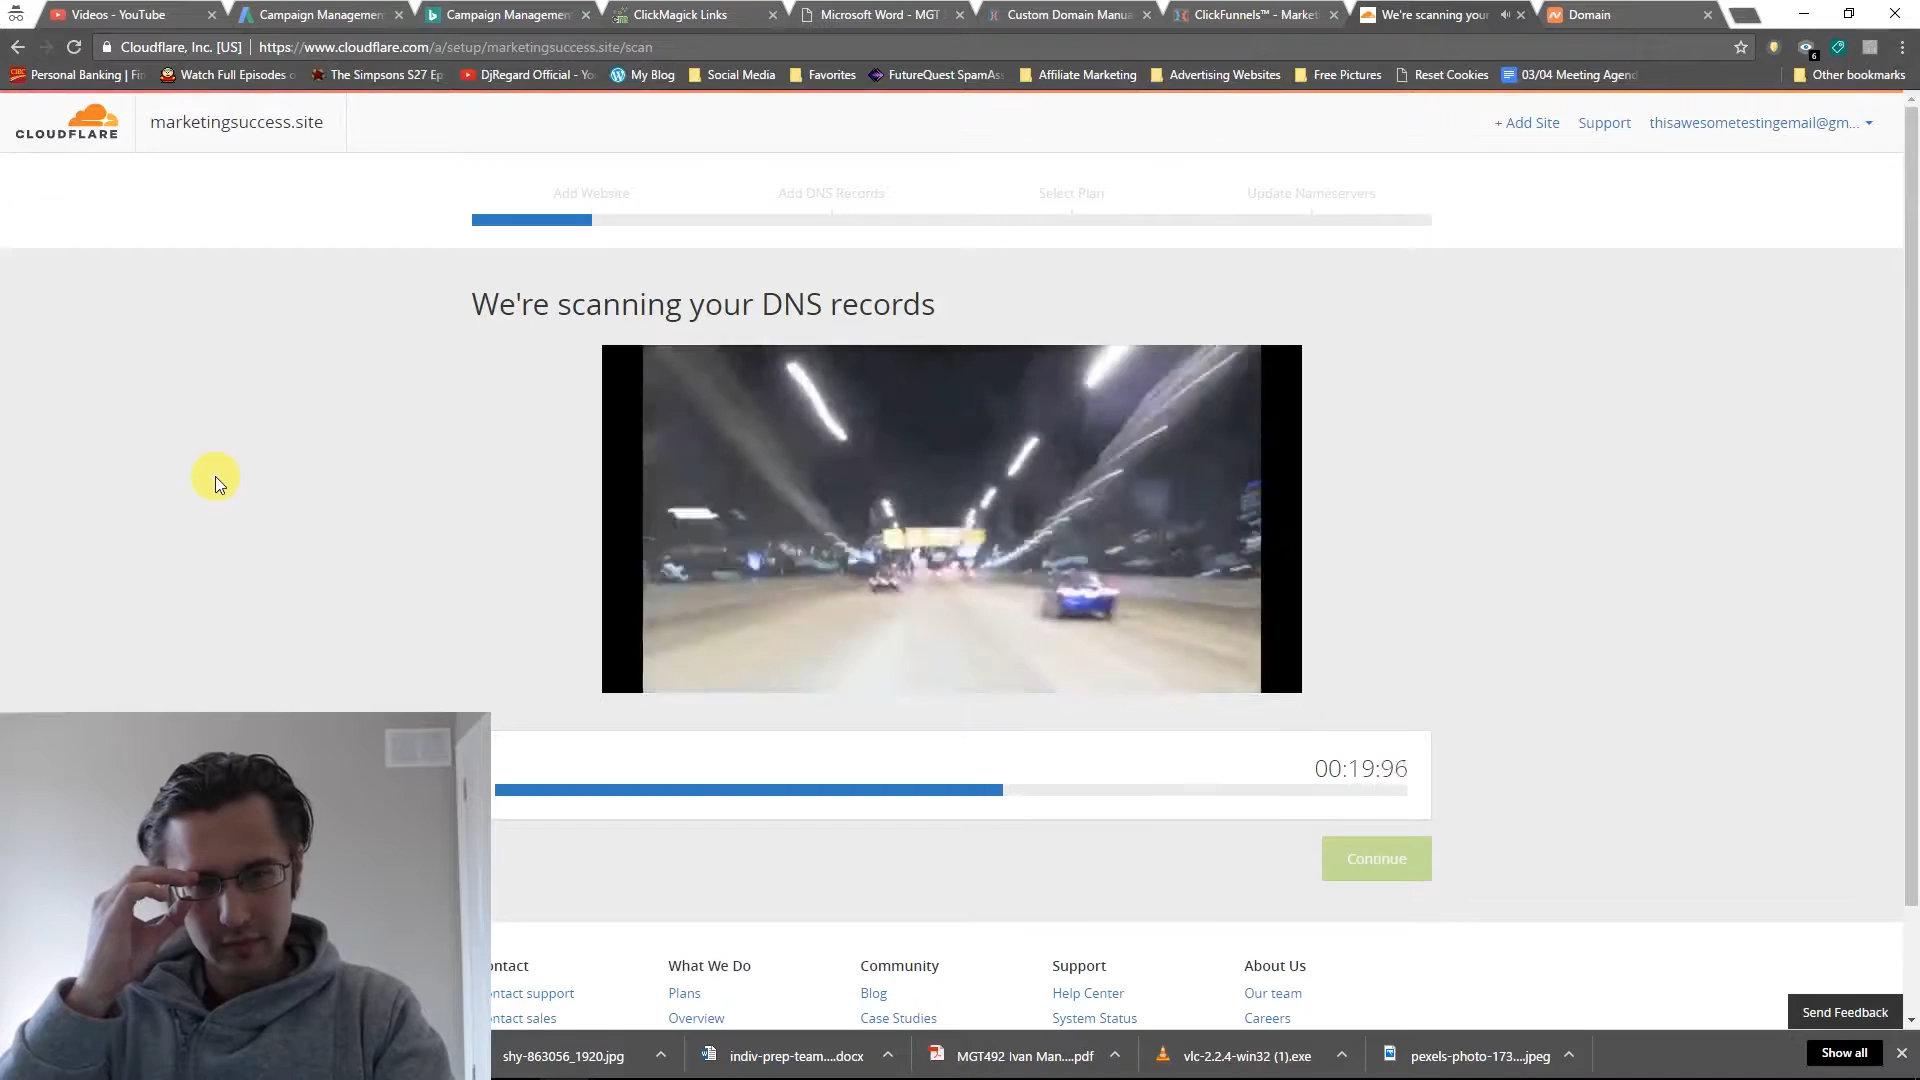 Videos - YouTube
Campaign Management
Campaign Management
ClickMagick Links
Microsoft Word - MGT
Custom Domain Manua
ClickFunnels™ - Market
We're scanning your
Domain
Cloudflare, Inc. [US] | https://www.cloudflare.com/a/setup/marketingsuccess.site/scan
6
CIBC Personal Banking | Fi
Watch Full Episodes o
The Simpsons S27 Ep
DjRegard Official - Yo
My Blog
Social Media
Favorites
FutureQuest SpamAs
Affiliate Marketing
Advertising Websites
Free Pictures
Reset Cookies
03/04 Meeting Agend
Other bookmarks
CLOUDFLARE
marketingsuccess.site
+ Add Site
Support
thisawesometestingemail@gm...
Add Website
Add DNS Records
Select Plan
Update Nameservers
We're scanning your DNS records
00:19:96
Continue
ontact
What We Do
Community
Support
About Us
ontact support
Plans
Blog
Help Center
Our team
ontact sales
Overview
Case Studies
System Status
Careers
Send Feedback
shy-863056_1920.jpg
indiv-prep-team....docx
MGT492 Ivan Man....pdf
vlc-2.2.4-win32 (1).exe
pexels-photo-173....jpeg
Show all